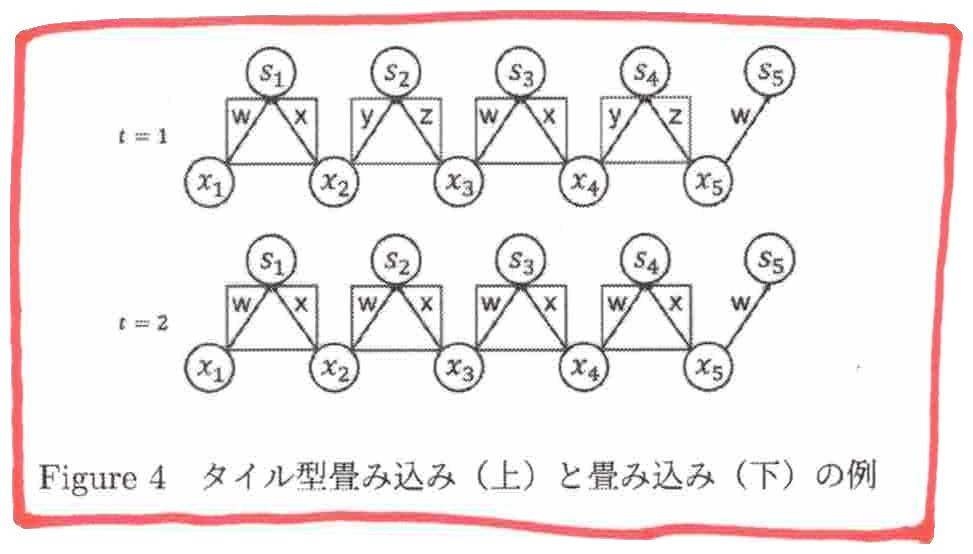 s₁ s₂ s₃ s₄ s₅
t = 1 w x y z w x y z w
x₁ x₂ x₃ x₄ x₅
s₁ s₂ s₃ s₄ s₅
t = 2 w x w x w x w x w
x₁ x₂ x₃ x₄ x₅
Figure 4 タイル型畳み込み（上）と畳み込み（下）の例